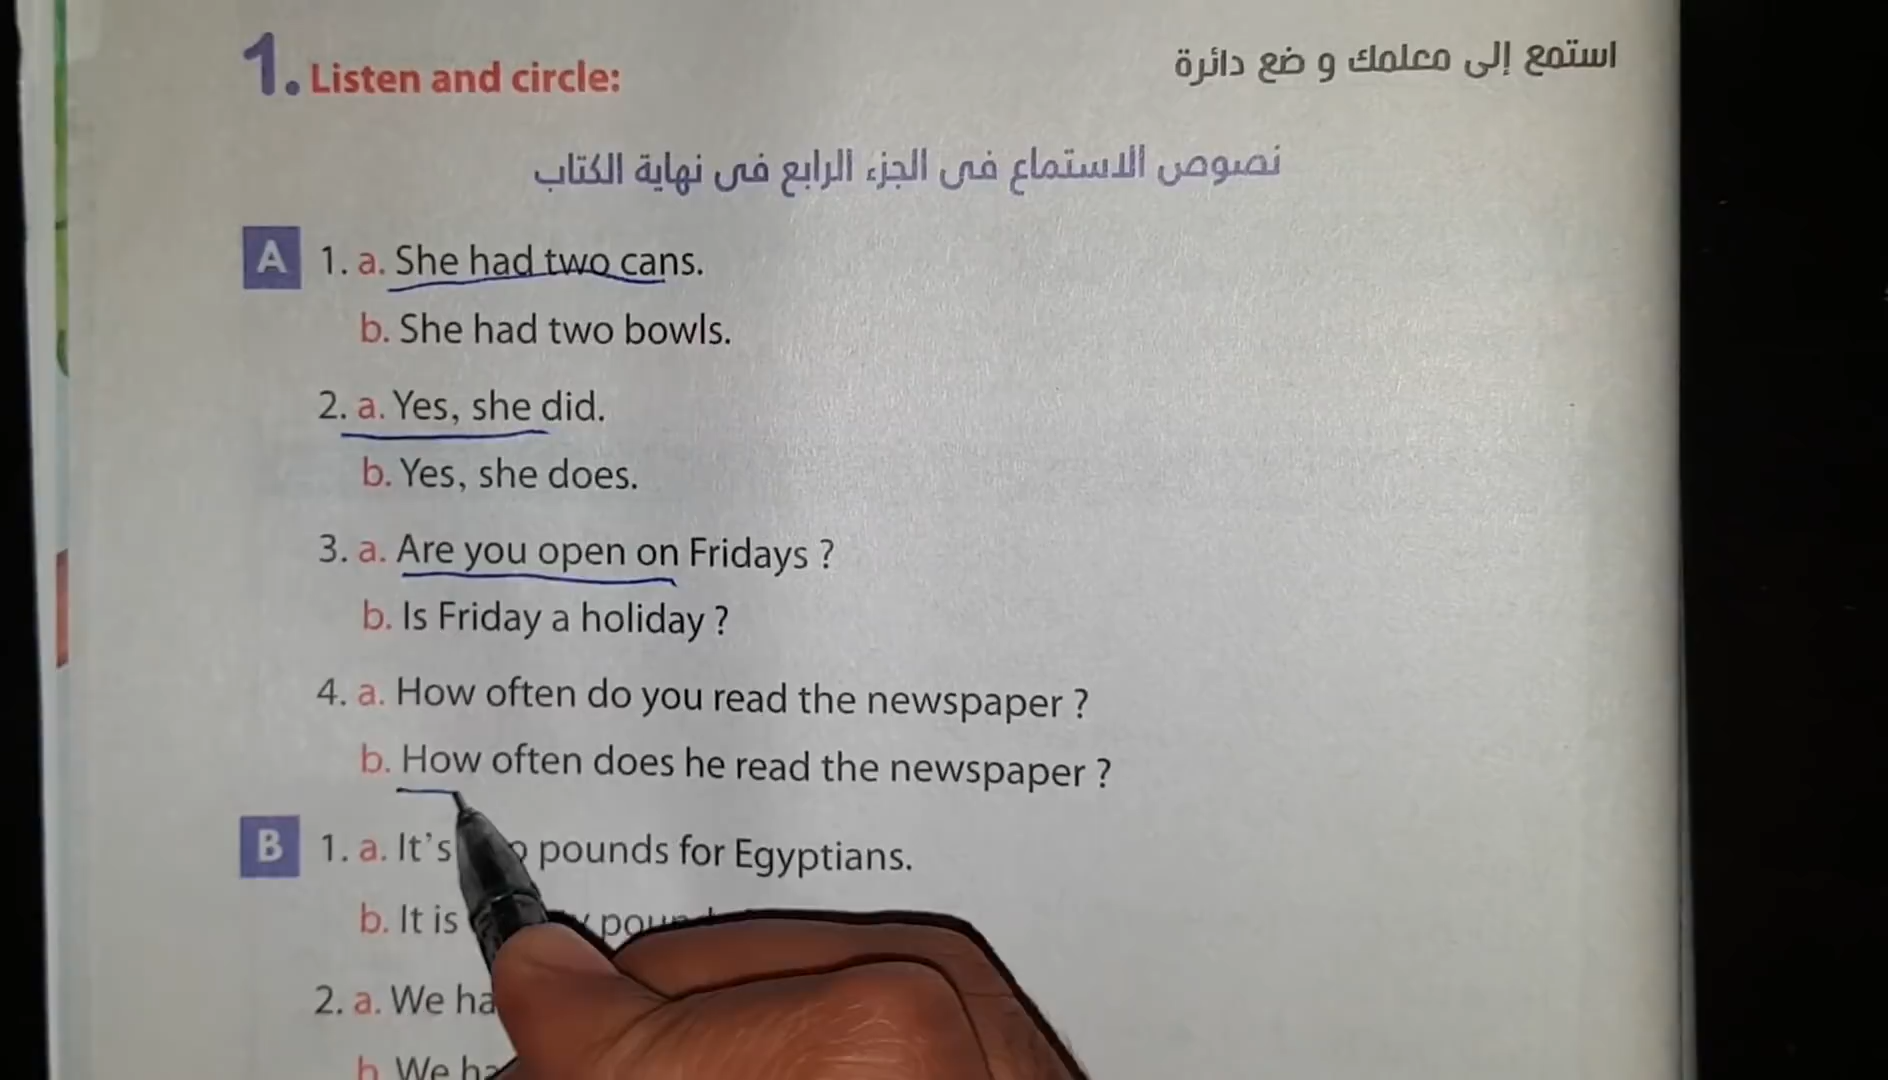 1. Listen and circle:
استمع إلى معلمك و ضع دائرة
نصوص الاستماع فى الجزء الرابع فى نهاية الكتاب
A 1. a. She had two cans.
b. She had two bowls.
2. a. Yes, she did.
b. Yes, she does.
3. a. Are you open on Fridays ?
b. Is Friday a holiday ?
4. a. How often do you read the newspaper ?
b. How often does he read the newspaper ?
B 1. a. It's pounds for Egyptians.
b. It is
2. a. We
b. We